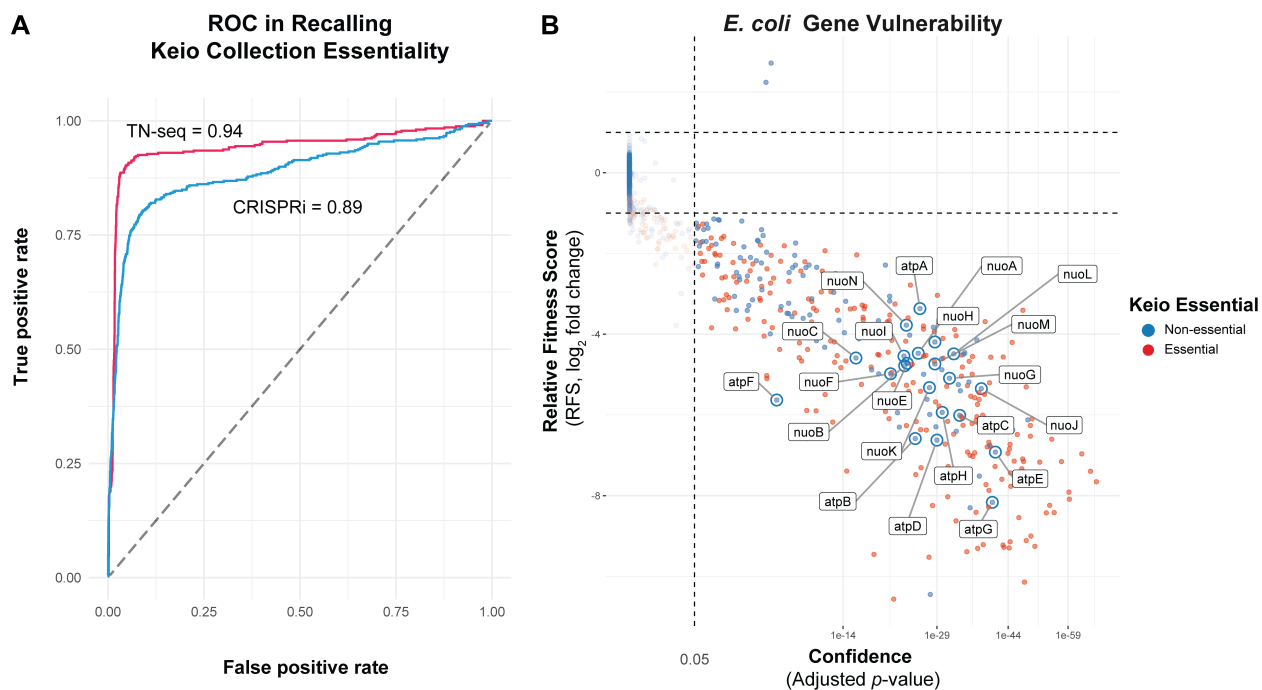 A
ROC in Recalling
Keio Collection Essentiality
TN-seq = 0.94
CRISPRi = 0.89
1.00
0.75
0.50
0.25
0.00
True positive rate
0.00
0.25
0.50
0.75
1.00
False positive rate
B
E. coli Gene Vulnerability
Relative Fitness Score
(RFS, log2 fold change)
0
-4
-8
atpA
nuoA
nuoL
nuoN
nuoH
nuoM
nuoC
nuoI
nuoG
atpF
nuoF
nuoE
nuoB
atpC
nuoJ
nuoK
atpH
atpE
atpB
atpD
atpG
1e-14
1e-29
1e-44
1e-59
0.05
Confidence
(Adjusted p-value)
Keio Essential
Non-essential
Essential